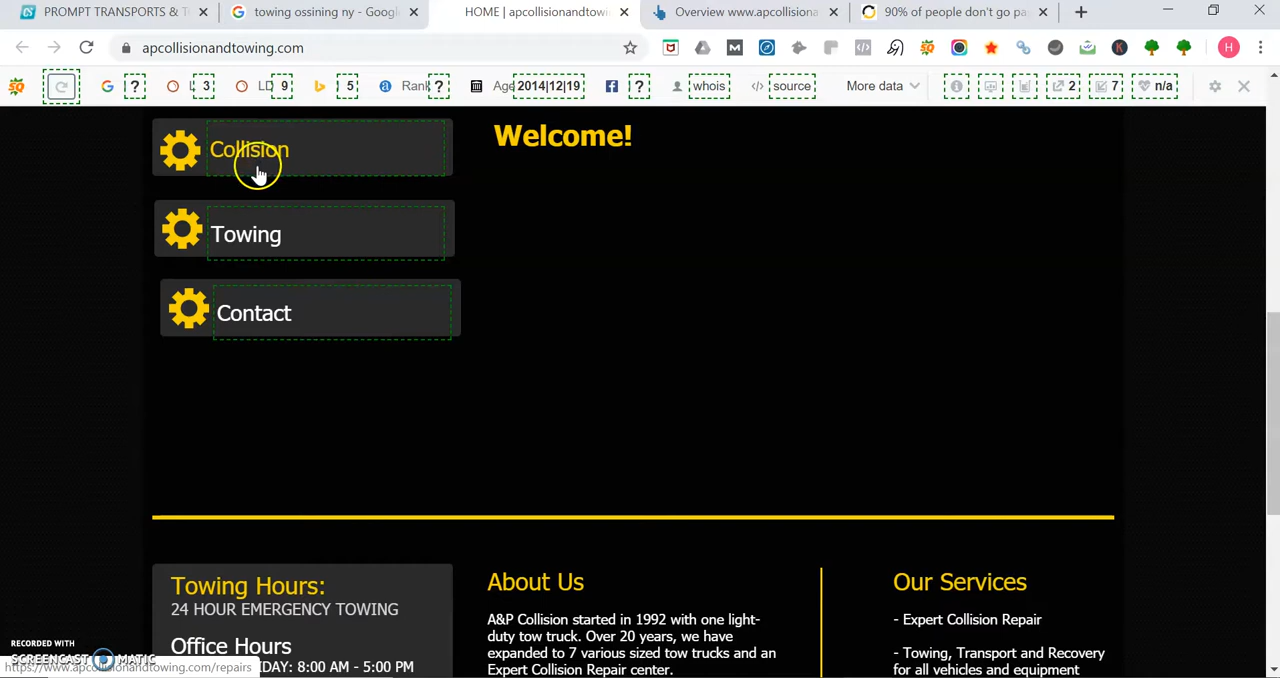 PROMPT TRANSPORTS & T
towing ossining ny - Google
HOME | apcollisionandtowin
Overview www.apcollisiona
90% of people don't go pa
apcollisionandtowing.com
? L 3 LD 9 5 Rank ? Age 2014|12|19 ? whois source More data 2 7 n/a
Collision
Welcome!
Towing
Contact
Towing Hours:
24 HOUR EMERGENCY TOWING
Office Hours
DAY: 8:00 AM - 5:00 PM
About Us
A&P Collision started in 1992 with one light-
duty tow truck. Over 20 years, we have
expanded to 7 various sized tow trucks and an
Expert Collision Repair center.
Our Services
- Expert Collision Repair
- Towing, Transport and Recovery
for all vehicles and equipment
RECORDED WITH
SCREENCAST MATIC
https://www.apcollisionandtowing.com/repairs